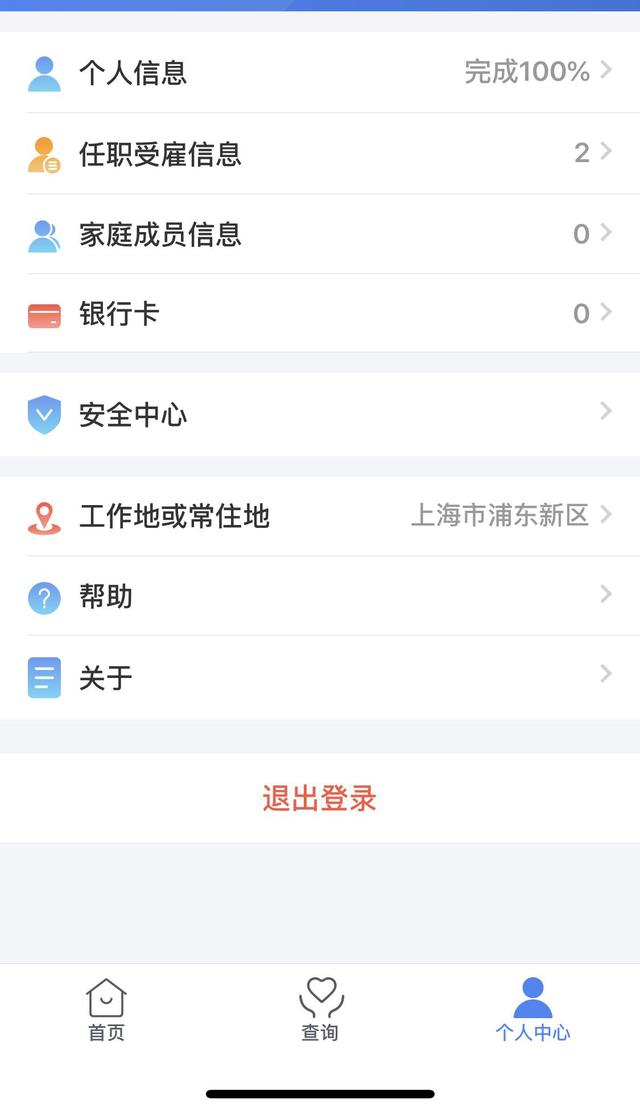 个人信息 完成100%
任职受雇信息 2
家庭成员信息 0
银行卡 0
安全中心
工作地或常住地 上海市浦东新区
帮助
关于
退出登录
首页 查询 个人中心